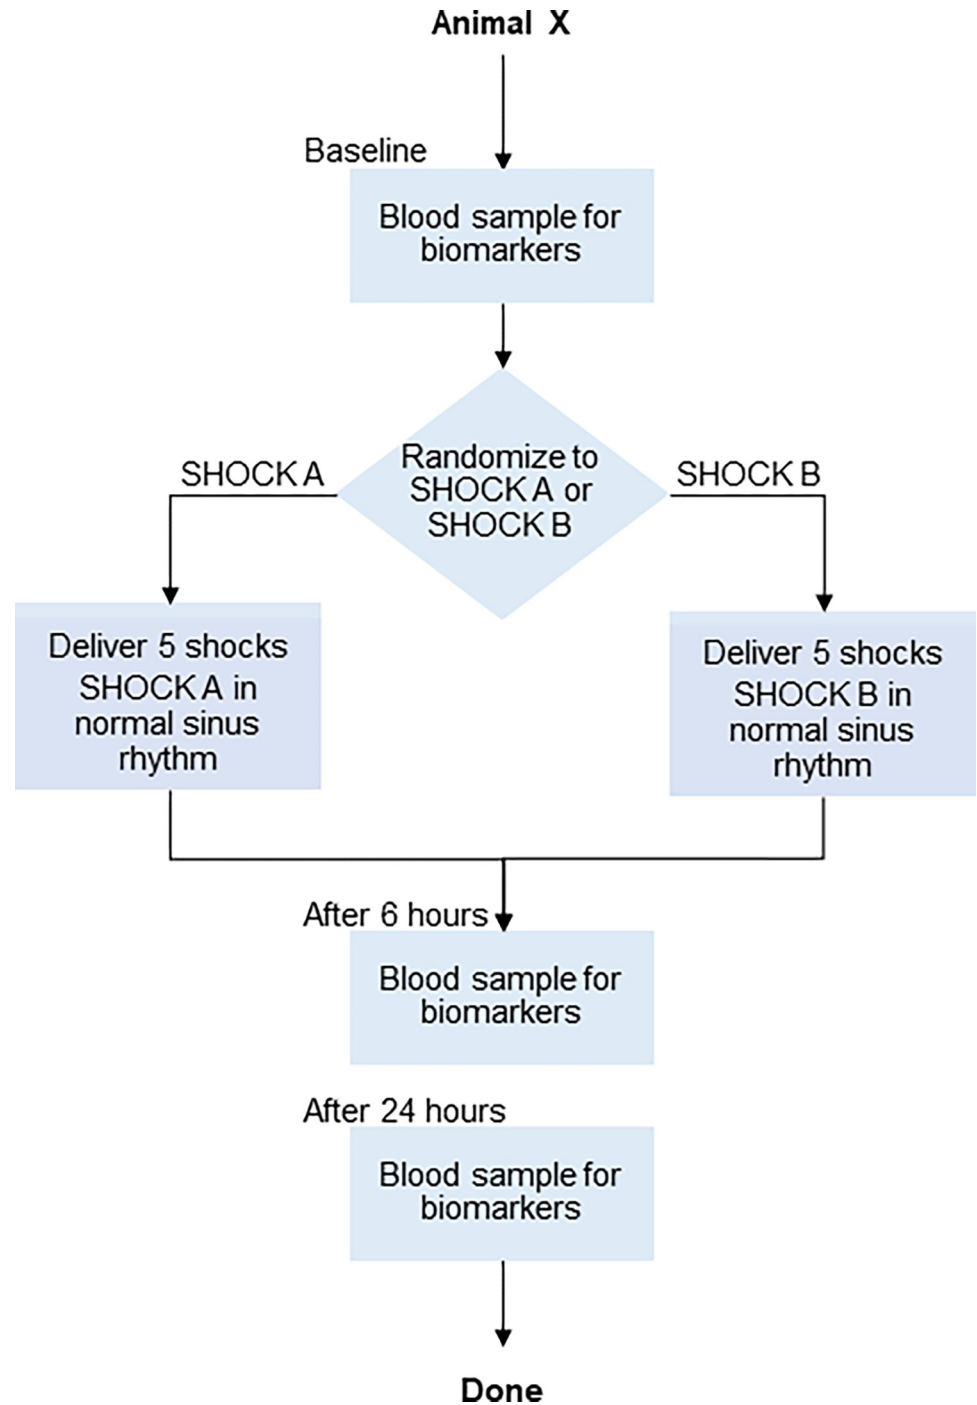 Animal X
Baseline
Blood sample for
biomarkers
Randomize to
SHOCK A or
SHOCK B
SHOCK A
SHOCK B
Deliver 5 shocks
SHOCK A in
normal sinus
rhythm
Deliver 5 shocks
SHOCK B in
normal sinus
rhythm
After 6 hours
Blood sample for
biomarkers
After 24 hours
Blood sample for
biomarkers
Done